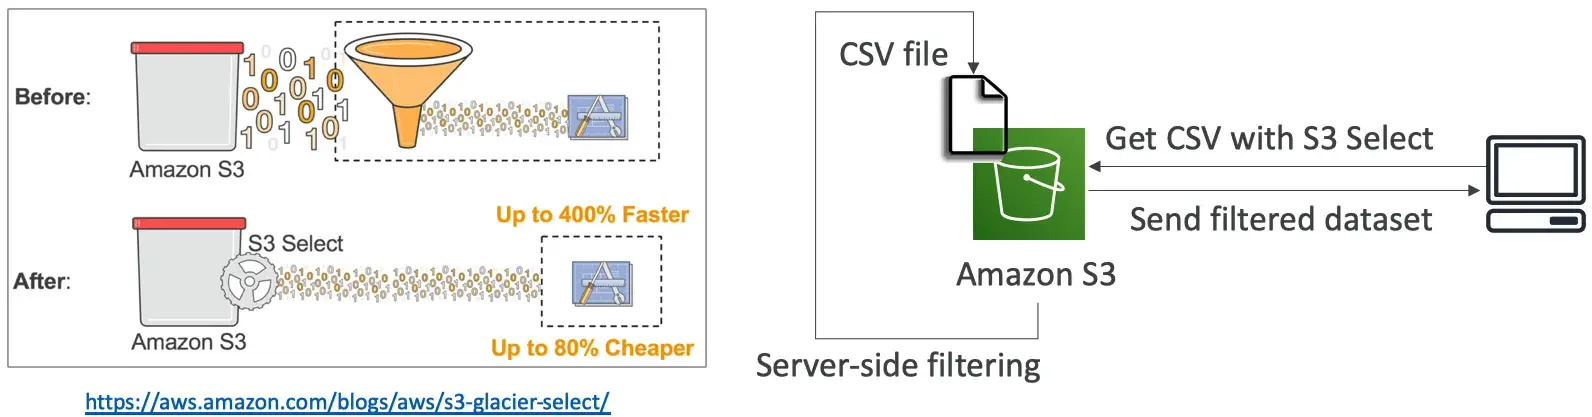 Before:
Amazon S3
Up to 400% Faster
S3 Select
After:
Amazon S3
Up to 80% Cheaper
https://aws.amazon.com/blogs/aws/s3-glacier-select/
CSV file
Get CSV with S3 Select
Send filtered dataset
Amazon S3
Server-side filtering